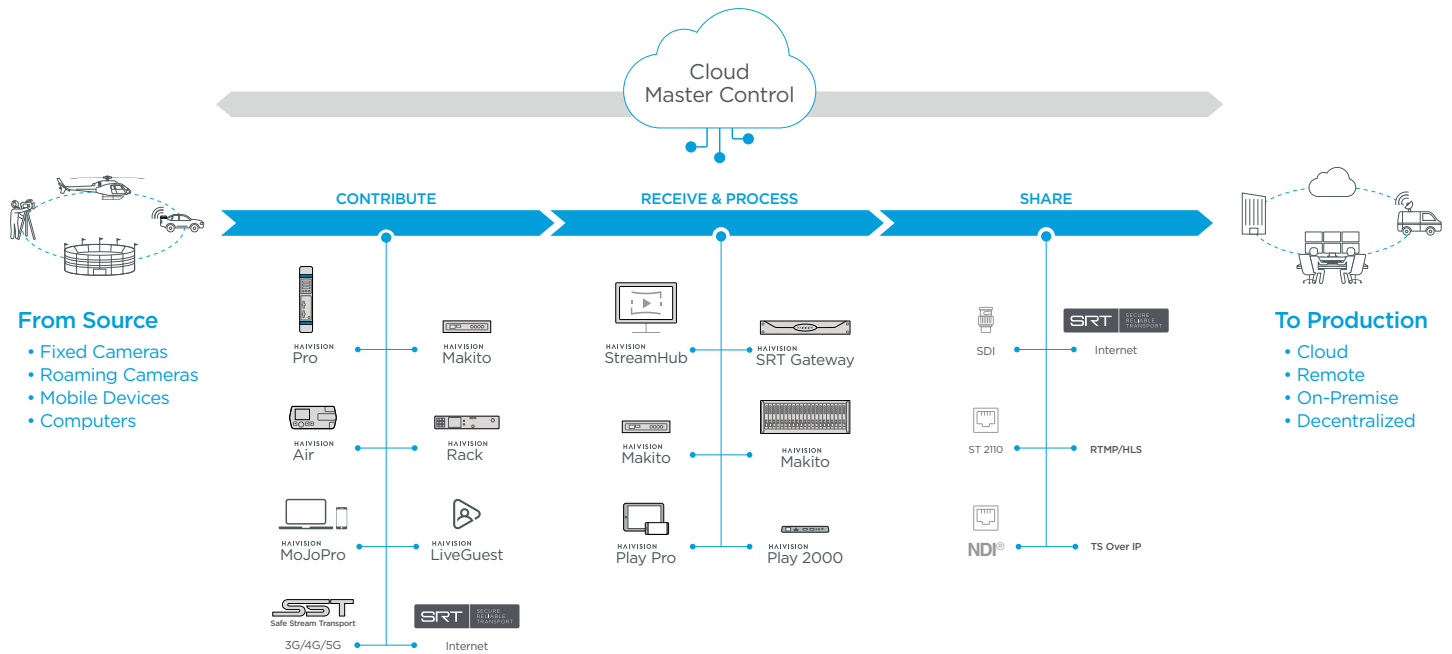 Cloud
Master Control
CONTRIBUTE
RECEIVE & PROCESS
SHARE
From Source
• Fixed Cameras
• Roaming Cameras
• Mobile Devices
• Computers
HAIVISION
Pro
HAIVISION
Makito
HAIVISION
Air
HAIVISION
Rack
HAIVISION
MoJoPro
HAIVISION
LiveGuest
SST
Safe Stream Transport
3G/4G/5G
SRT
SECURE
RELIABLE
TRANSPORT
Internet
HAIVISION
StreamHub
HAIVISION
SRT Gateway
HAIVISION
Makito
HAIVISION
Makito
HAIVISION
Play Pro
HAIVISION
Play 2000
SDI
SRT
SECURE
RELIABLE
TRANSPORT
Internet
ST 2110
RTMP/HLS
NDI®
TS Over IP
To Production
• Cloud
• Remote
• On-Premise
• Decentralized